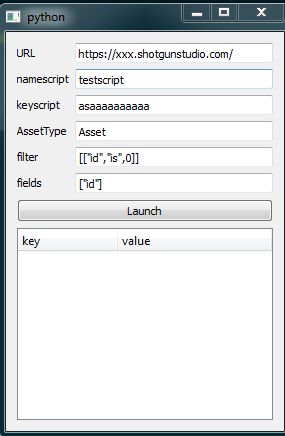 python
URL https://xxx.shotgunstudio.com/
namescript testscript
keyscript asaaaaaaaaaa
AssetType Asset
filter [["id","is",0]]
fields ["id"]
Launch
key value